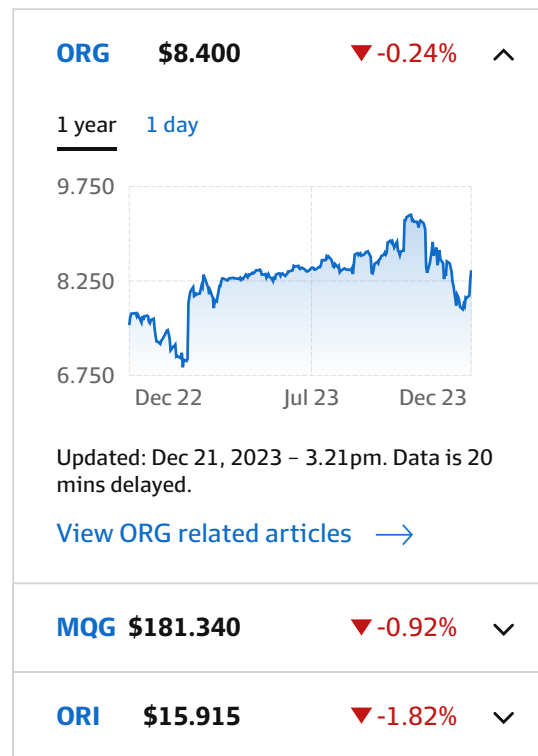 ORG $8.400 ▼-0.24%
1 year 1 day
9.750
8.250
6.750
Dec 22 Jul 23 Dec 23
Updated: Dec 21, 2023 – 3.21pm. Data is 20
mins delayed.
View ORG related articles →
MQG $181.340 ▼-0.92%
ORI $15.915 ▼-1.82%